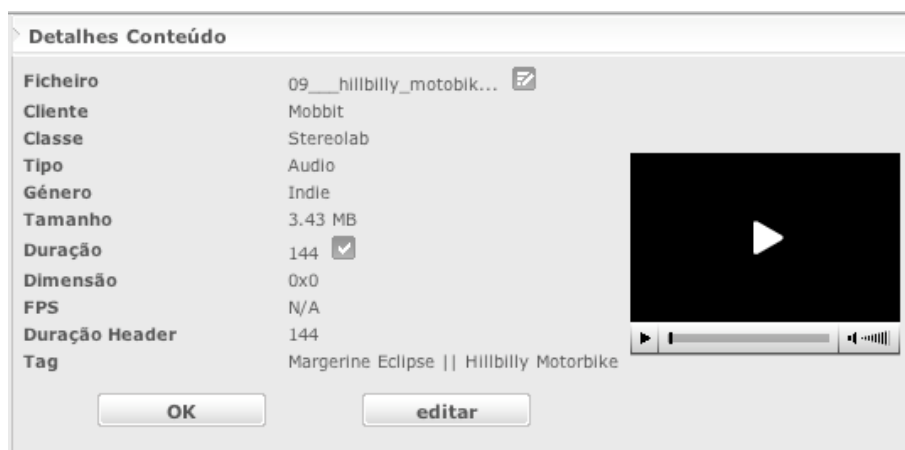 Detalhes Conteúdo
Ficheiro 09___hillbilly_motobik...
Cliente Mobbit
Classe Stereolab
Tipo Audio
Género Indie
Tamanho 3.43 MB
Duração 144
Dimensão 0x0
FPS N/A
Duração Header 144
Tag Margerine Eclipse || Hillbilly Motorbike
OK editar